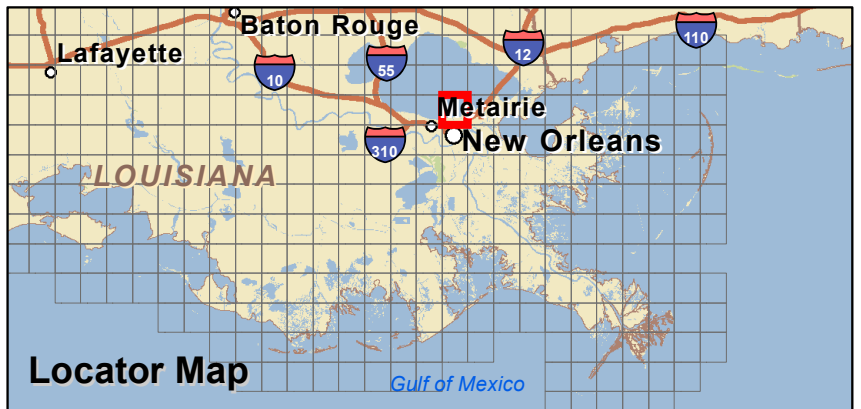 Baton Rouge
Lafayette
110
12
55
10
Metairie
New Orleans
310
LOUISIANA
Locator Map
Gulf of Mexico